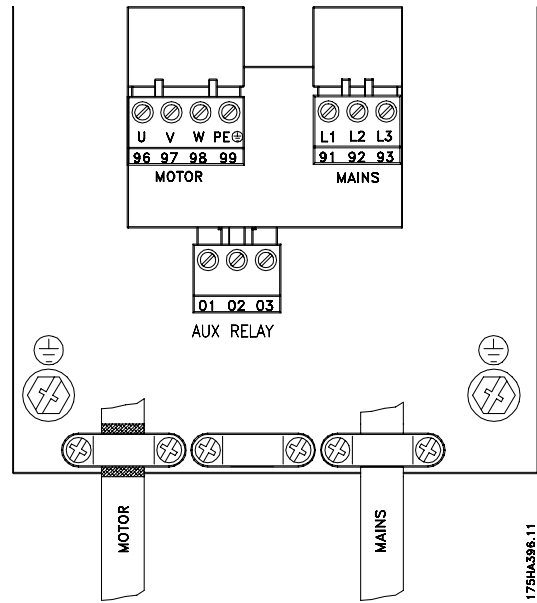 U V W PE
L1 L2 L3
96 97 98 99
91 92 93
MOTOR
MAINS
01 02 03
AUX RELAY
MOTOR
MAINS
175HA396.11